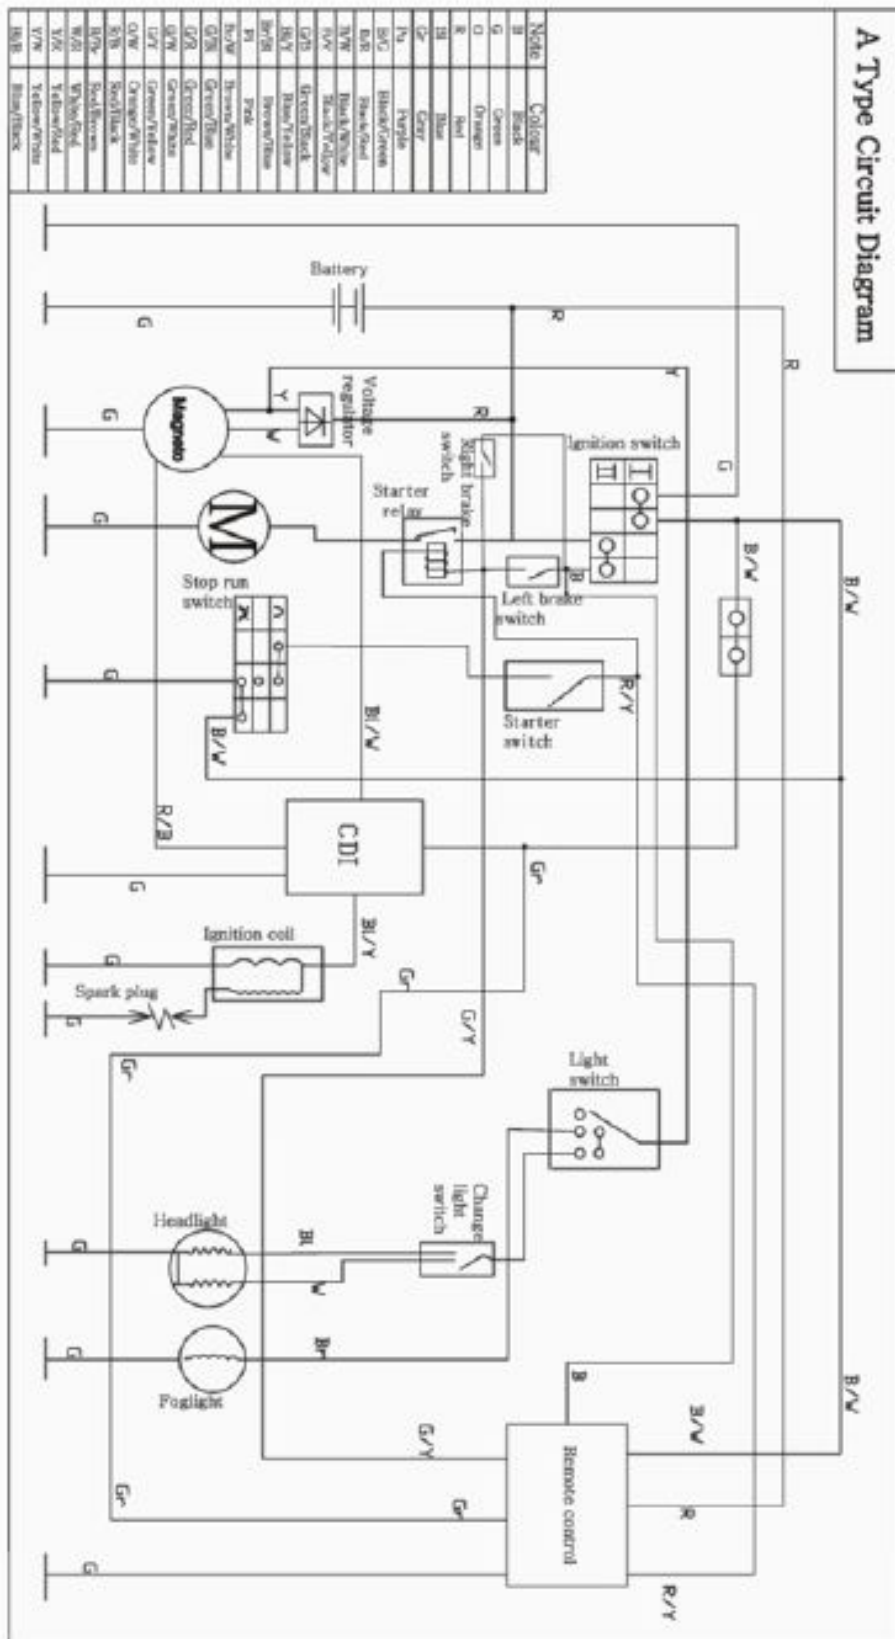 A Type Circuit Diagram
Note Colour
B Black
G Green
O Orange
R Red
Bl Blue
Gr Gray
Pu Purple
B/G Black/Green
B/R Black/Red
B/W Black/White
B/Y Black/Yellow
G/B Green/Black
Bl/Y Blue/Yellow
Br/Bl Brown/Blue
Pi Pink
Br/W Brown/White
G/Bl Green/Blue
G/R Green/Red
G/W Green/White
G/Y Green/Yellow
O/W Orange/White
R/B Red/Black
R/Br Red/Brown
W/R White/Red
Y/R Yellow/Red
Y/W Yellow/White
Bl/B Blue/Black
Battery
G
R
R
Y
Y
W
Voltage
regulator
R
Magneto
G
Right brake
switch
Ignition switch
II
I
G
Starter
relay
M
G
B
Left brake
switch
B/W
B/W
Stop run
switch
G
B/W
Bl/W
R/Y
Starter
switch
R/B
CDI
G
Gr
Bl/Y
Ignition coil
G
Spark plug
G
Gr
G/Y
Gr
Light
switch
Change
light
switch
Headlight
G
Bl
W
G
Br
Foglight
B
B/W
B/W
G/Y
Remote control
R
Gr
Gr
G
R/Y